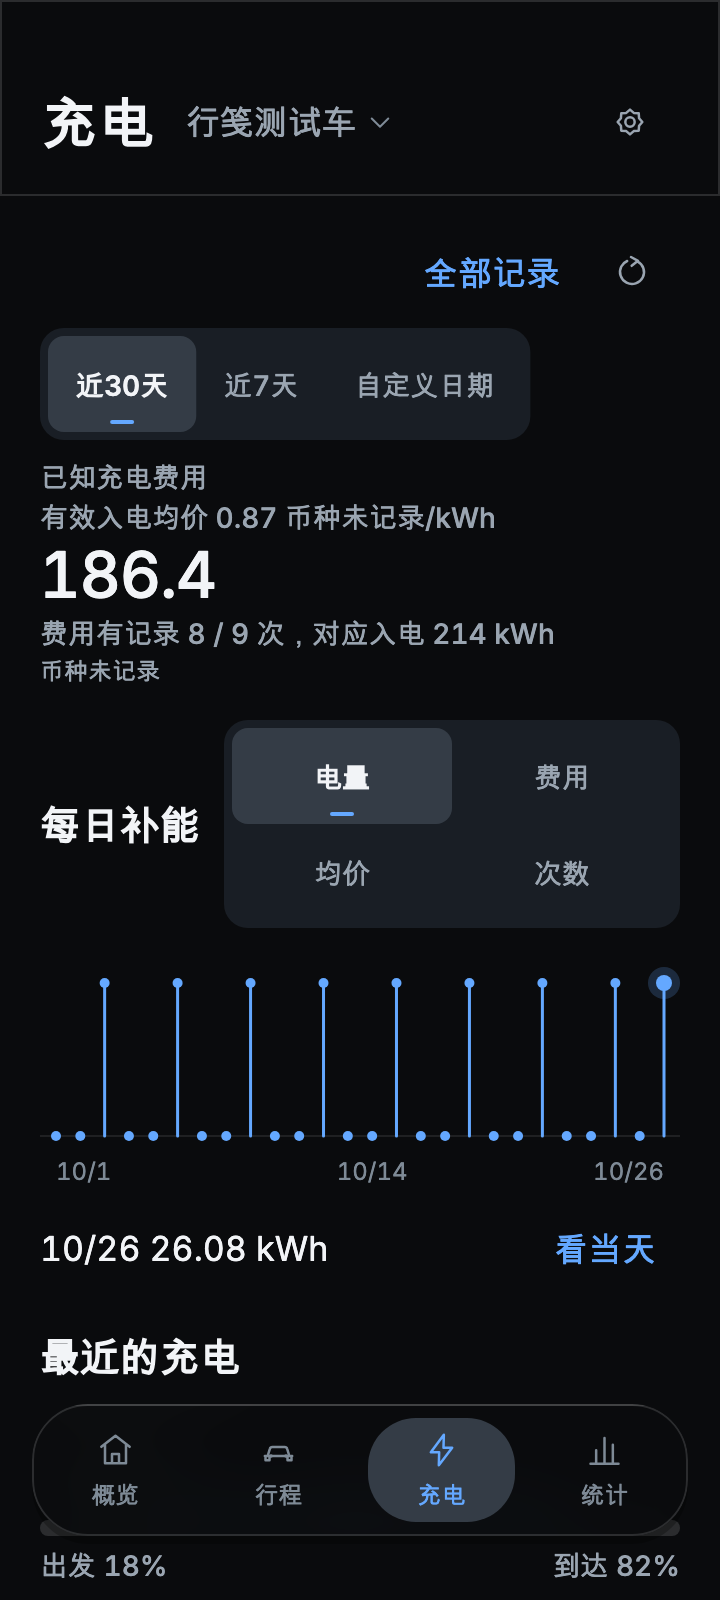 充电 行笺测试车
全部记录
近30天 近7天 自定义日期
已知充电费用
有效入电均价 0.87 币种未记录/kWh
186.4
费用有记录 8 / 9 次，对应入电 214 kWh
币种未记录
每日补能
电量 费用
均价 次数
10/1 10/14 10/26
10/26 26.08 kWh 看当天
最近的充电
概览 行程 充电 统计
出发 18% 到达 82%